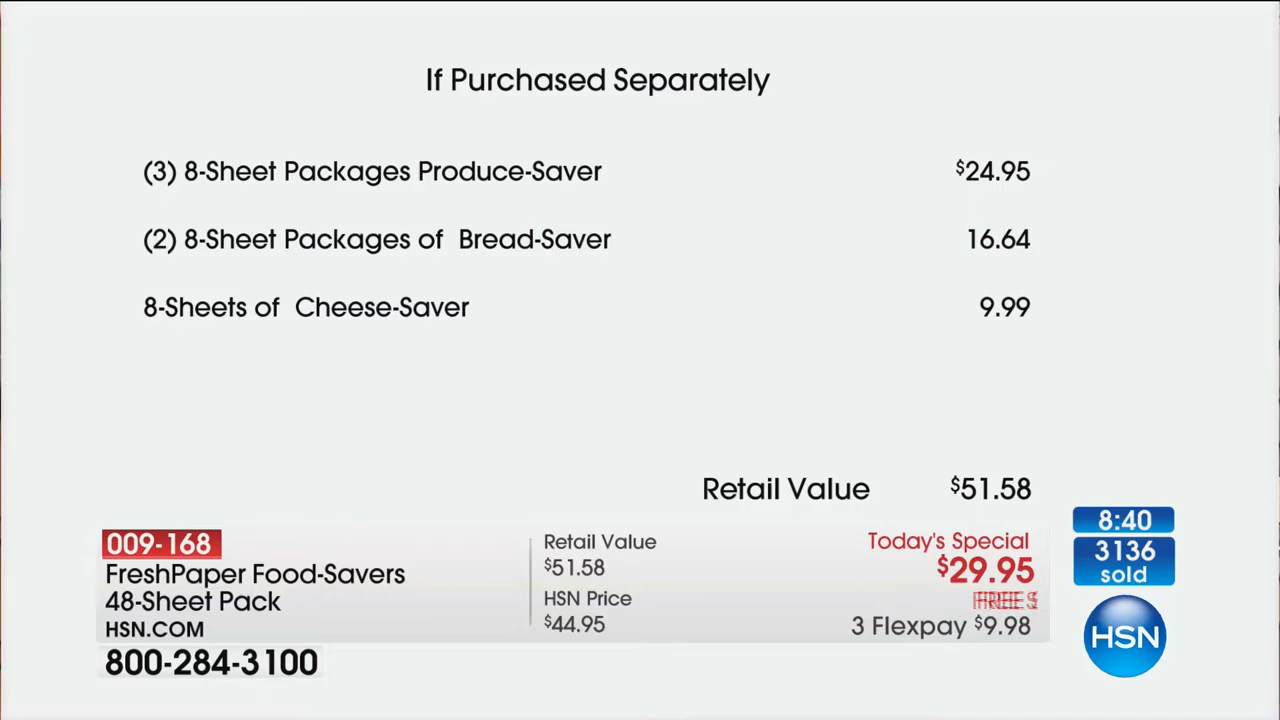 If Purchased Separately
(3) 8-Sheet Packages Produce-Saver $24.95
(2) 8-Sheet Packages of Bread-Saver 16.64
8-Sheets of Cheese-Saver 9.99
Retail Value $51.58
009-168
FreshPaper Food-Savers
48-Sheet Pack
HSN.COM
800-284-3100
Retail Value
$51.58
HSN Price
$44.95
Today's Special
$29.95
3 Flexpay $9.98
8:40
3136
sold
HSN